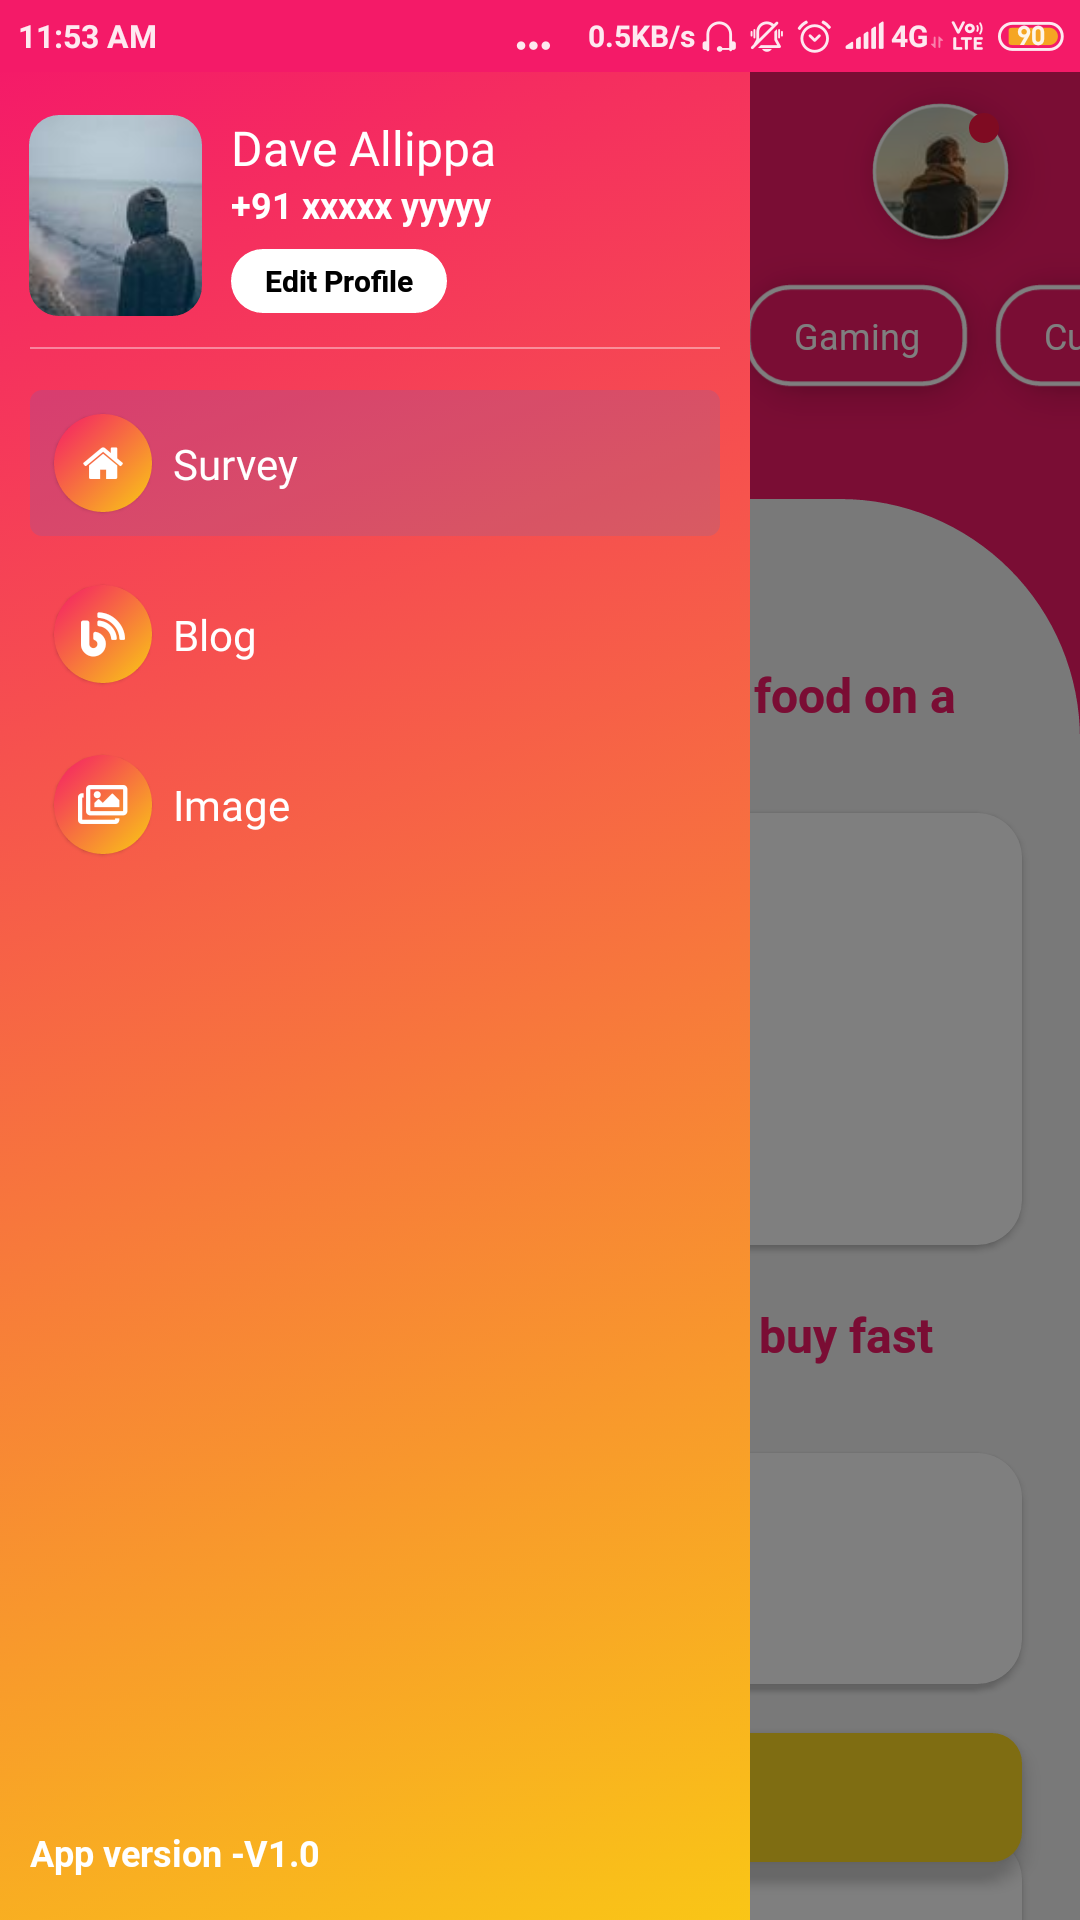 11:53 AM ... 0.5KB/s 4G Vo LTE 90
Dave Allippa
+91 xxxxx yyyyy
Edit Profile
Gaming
Cu
Survey
Blog
food on a
Image
buy fast
App version -V1.0